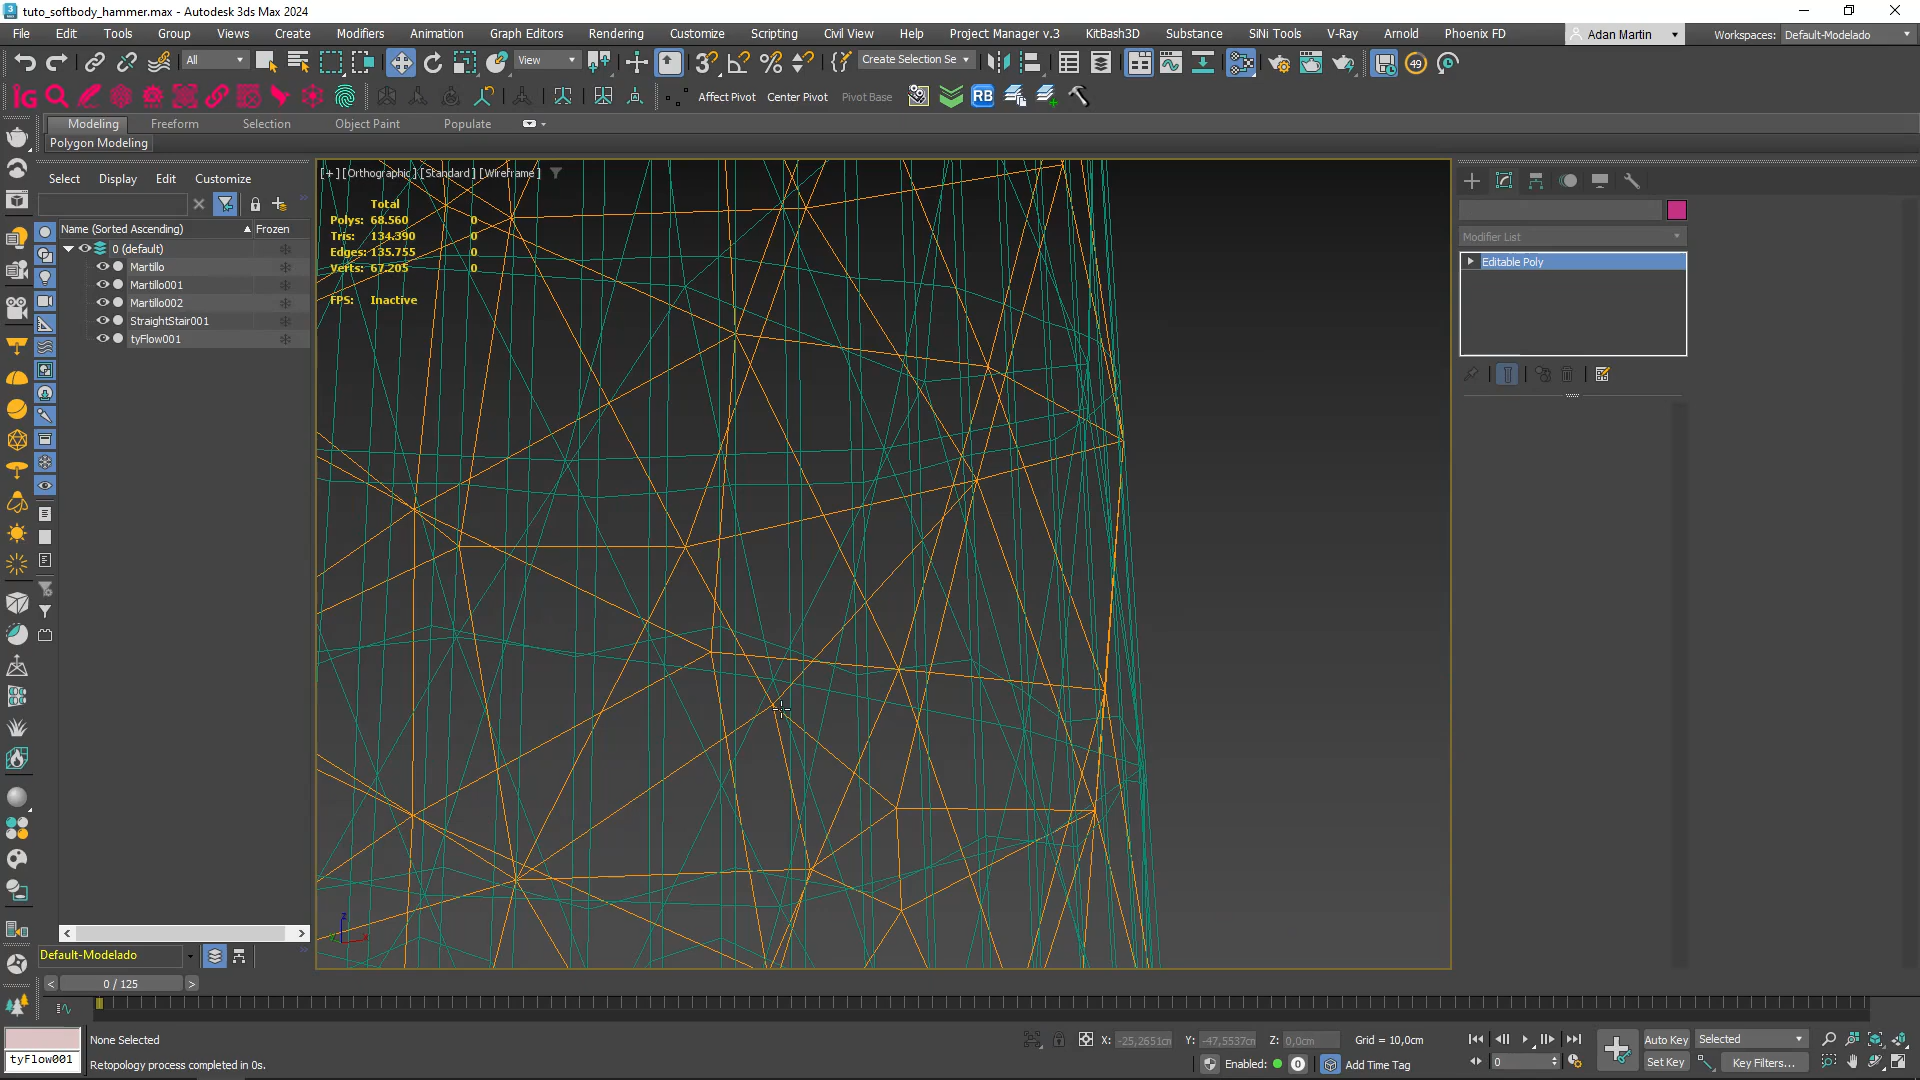 tuto_softbody_hammer.max - Autodesk 3ds Max 2024
File Edit Tools Group Views Create Modifiers Animation Graph Editors Rendering Customize Scripting Civil View Help Project Manager v.3 KitBash3D Substance SiNi Tools V-Ray Arnold Phoenix FD Adan Martin Workspaces: Default-Modelado
All View Create Selection Se 49
Affect Pivot Center Pivot Pivot Base RB
Modeling Freeform Selection Object Paint Populate
Polygon Modeling
Select Display Edit Customize
Name (Sorted Ascending) Frozen
0 (default)
Martillo
Martillo001
Martillo002
StraightStair001
tyFlow001
[+] [Orthographic] [Standard] [Wireframe]
Total
Polys: 68.560 0
Tris: 134.390 0
Edges: 135.755 0
Verts: 67.205 0
FPS: Inactive
Modifier List
Editable Poly
Default-Modelado
0 / 125
None Selected
X: -25,2651cm Y: -47,5537cm Z: 0,0cm Grid = 10,0cm
Auto Key Selected
tyFlow001
Retopology process completed in 0s.
Enabled: 0 Add Time Tag
0
Set Key Key Filters...